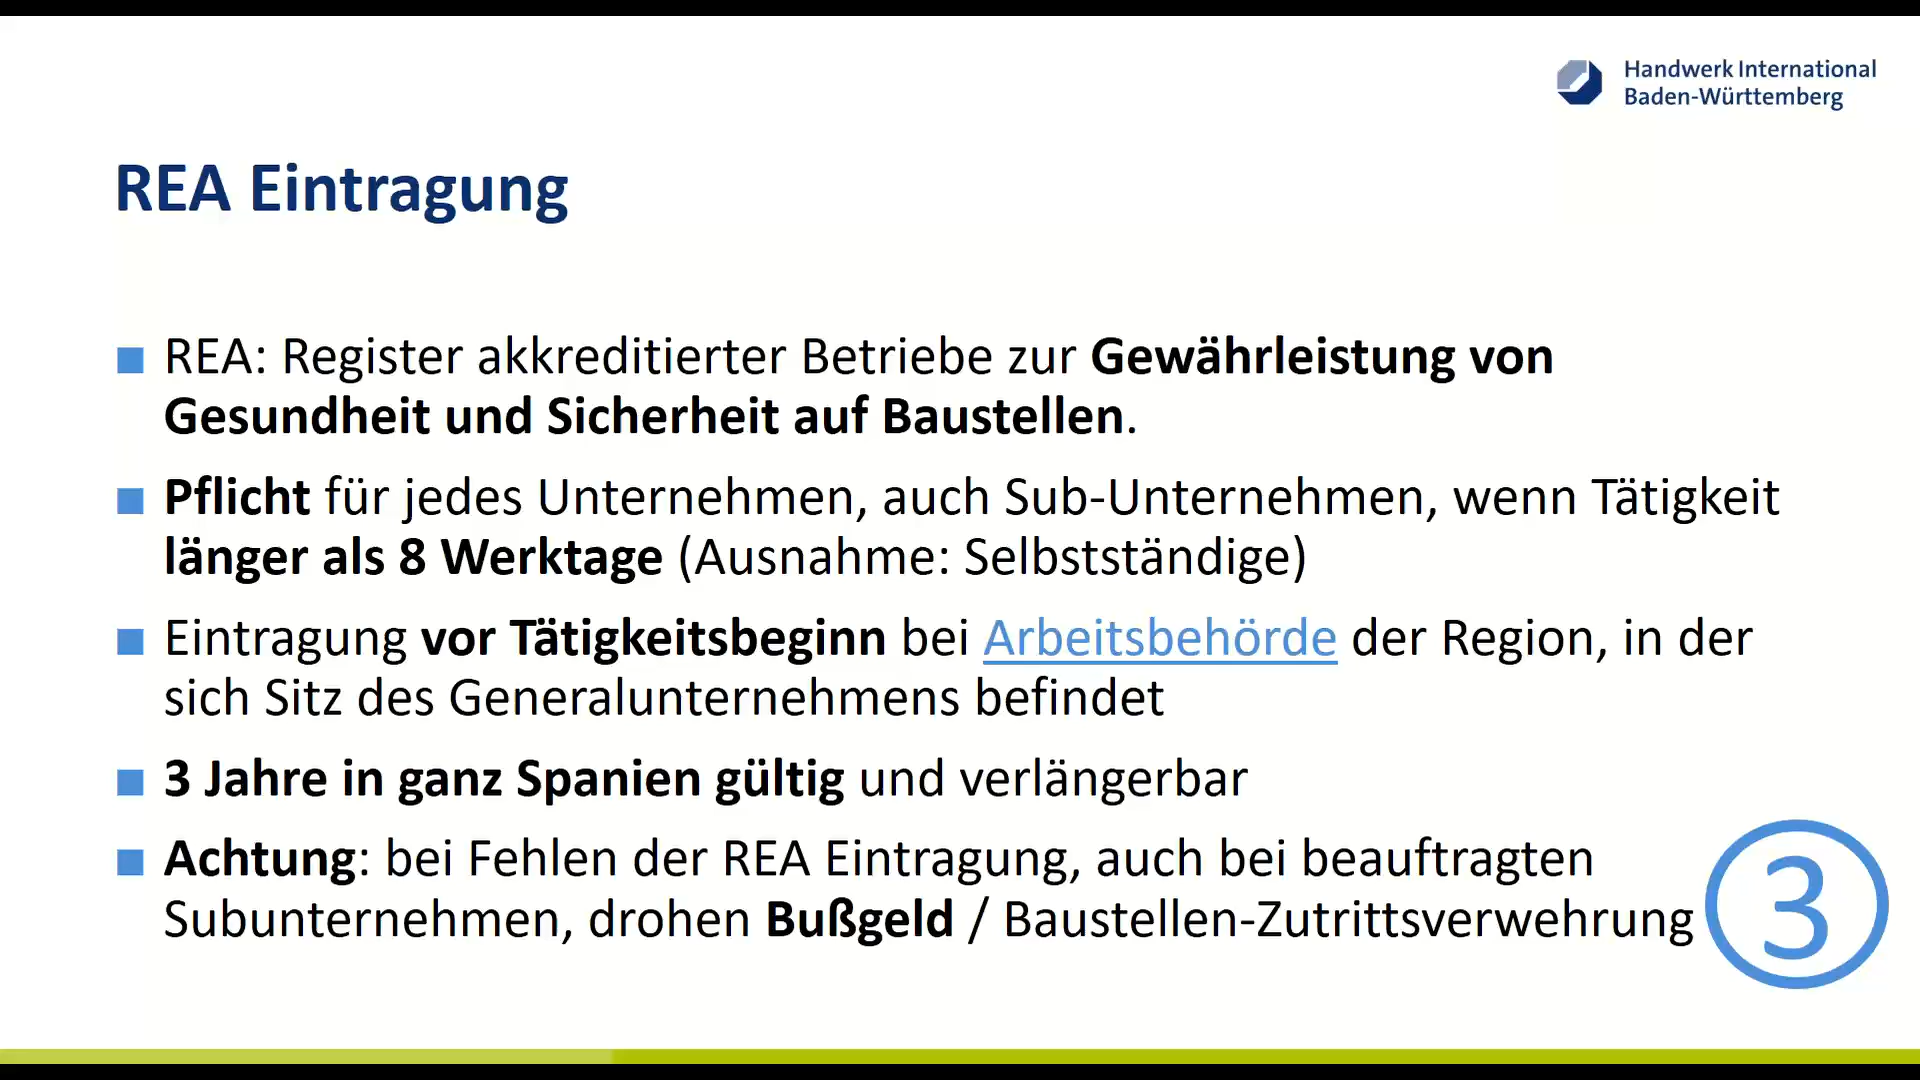 Handwerk International
Baden-Württemberg
REA Eintragung
REA: Register akkreditierter Betriebe zur Gewährleistung von
Gesundheit und Sicherheit auf Baustellen.
Pflicht für jedes Unternehmen, auch Sub-Unternehmen, wenn Tätigkeit
länger als 8 Werktage (Ausnahme: Selbstständige)
Eintragung vor Tätigkeitsbeginn bei Arbeitsbehörde der Region, in der
sich Sitz des Generalunternehmens befindet
3 Jahre in ganz Spanien gültig und verlängerbar
Achtung: bei Fehlen der REA Eintragung, auch bei beauftragten
Subunternehmen, drohen Bußgeld / Baustellen-Zutrittsverwehrung
3